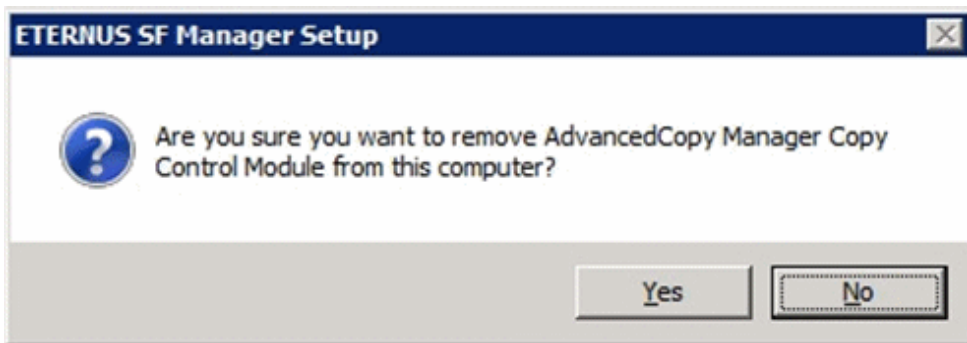 ETERNUS SF Manager Setup
Are you sure you want to remove AdvancedCopy Manager Copy
Control Module from this computer?
Yes No